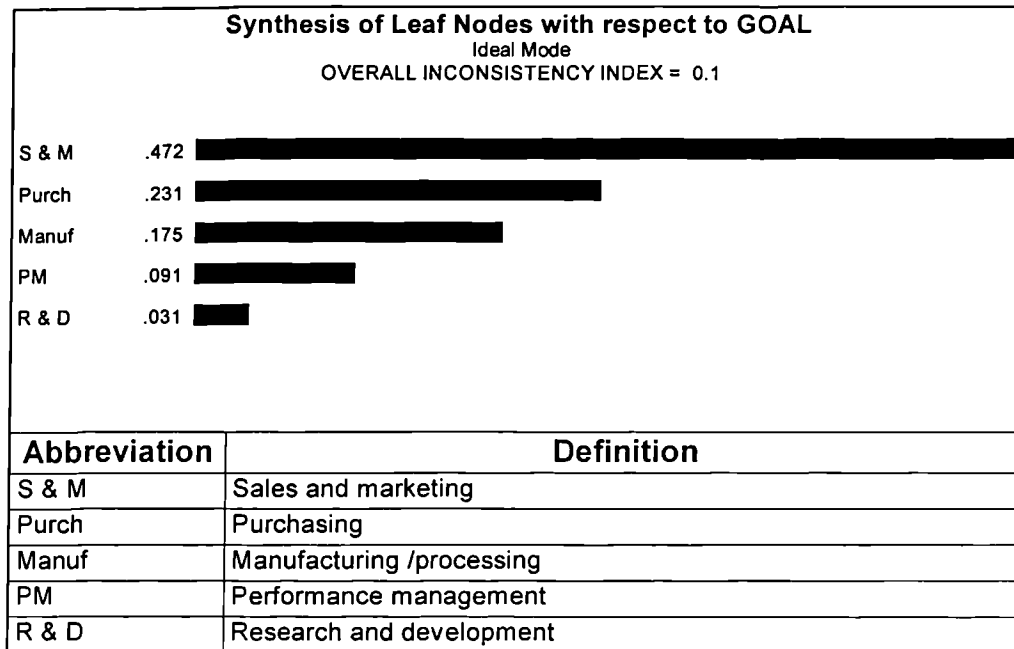 Synthesis of Leaf Nodes with respect to GOAL
Ideal Mode
OVERALL INCONSISTENCY INDEX = 0.1
S & M .472
Purch .231
Manuf .175
PM .091
R & D .031
Abbreviation Definition
S & M Sales and marketing
Purch Purchasing
Manuf Manufacturing /processing
PM Performance management
R & D Research and development